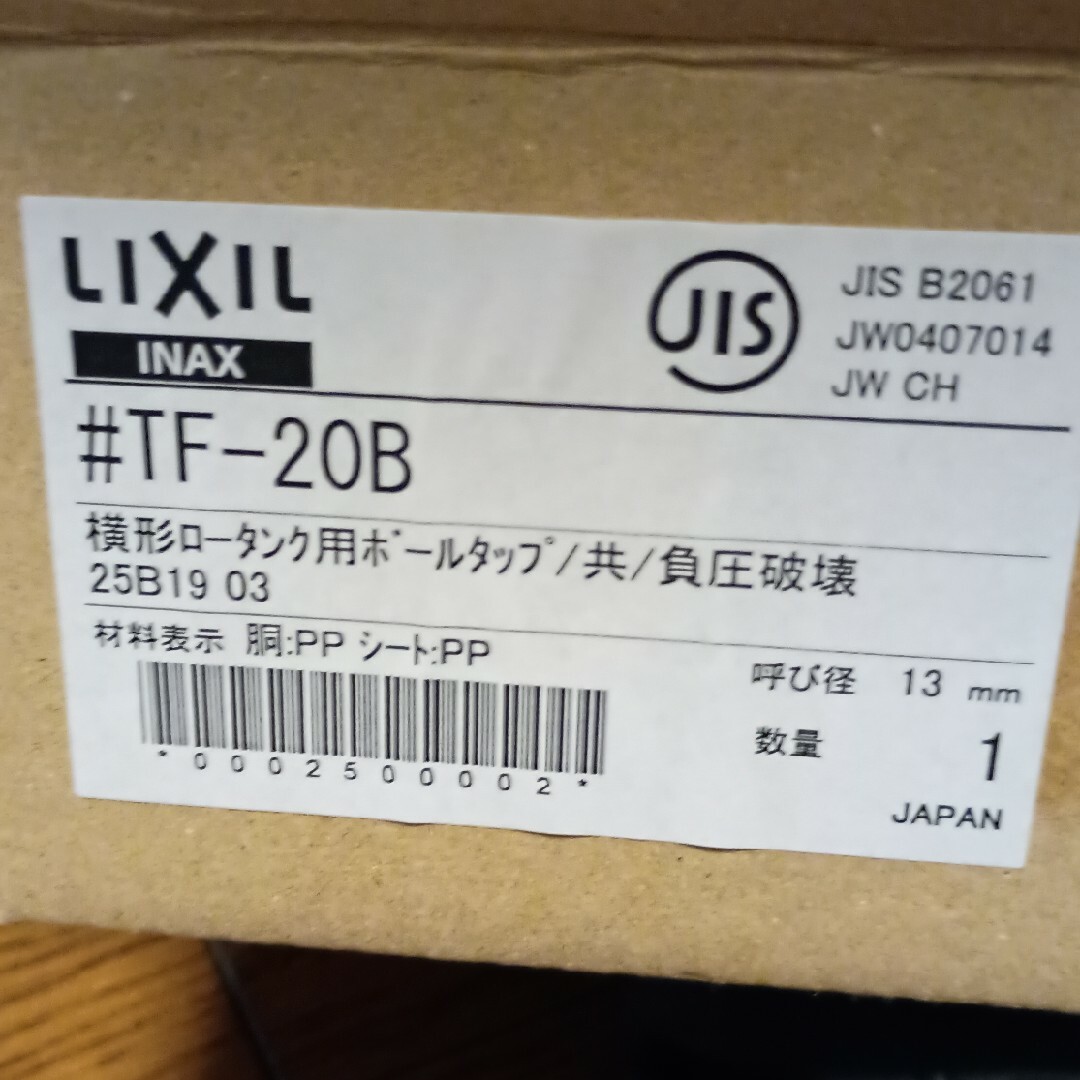 LIXIL
INAX
JIS
JIS B2061
JW0407014
JW CH
#TF-20B
横形ロータンク用ボールタップ/共/負圧破壊
25B19 03
材料表示 胴:PP シート:PP
呼び径 13 mm
数量 1
*0002500002*
JAPAN